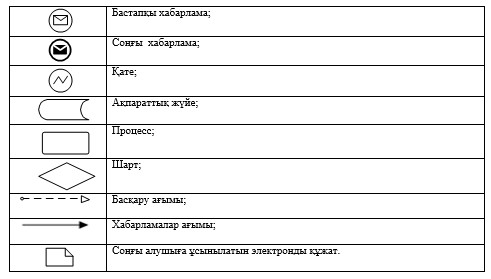 Бастапқы хабарлама;
Соңғы хабарлама;
Қате;
Ақпараттық жүйе;
Процесс;
Шарт;
Басқару ағымы;
Хабарламалар ағымы;
Соңғы алушыға ұсынылатын электронды құжат.